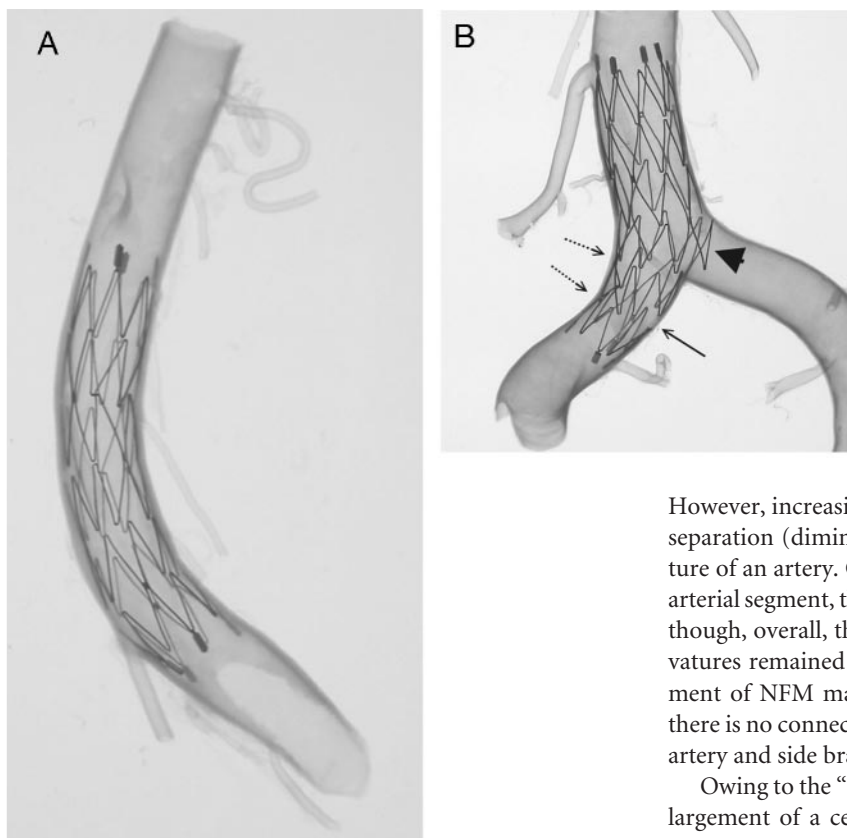 A
B
However, increasi
separation (dimin
ture of an artery.
arterial segment, t
though, overall, th
vatures remained
ment of NFM ma
there is no connec
artery and side bra
Owing to the “
largement of a ce